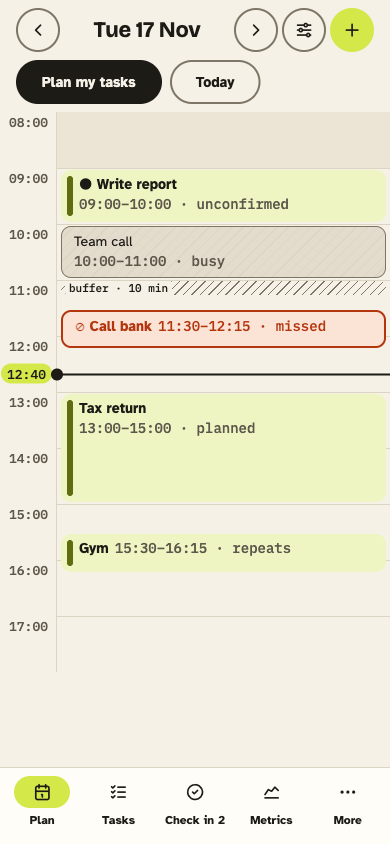 Tue 17 Nov
Plan my tasks
Today
08:00
09:00
Write report
09:00–10:00 · unconfirmed
10:00
Team call
10:00–11:00 · busy
11:00
buffer · 10 min
Call bank 11:30–12:15 · missed
12:00
12:40
13:00
Tax return
13:00–15:00 · planned
14:00
15:00
Gym 15:30–16:15 · repeats
16:00
17:00
Plan
Tasks
Check in 2
Metrics
More